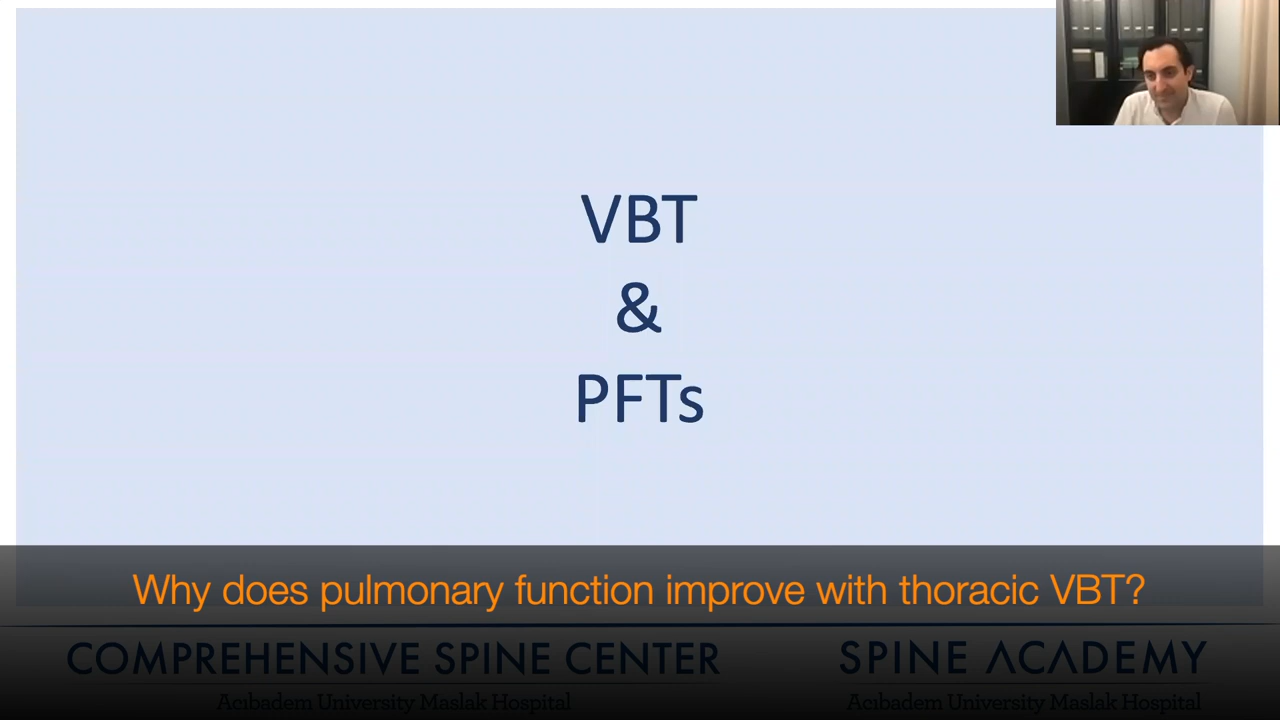 VBT
&
PFTs
Why does pulmonary function improve with thoracic VBT?
COMPREHENSIVE SPINE CENTER
Acıbadem University Maslak Hospital
SPINE ACADEMY
Acıbadem University Maslak Hospital